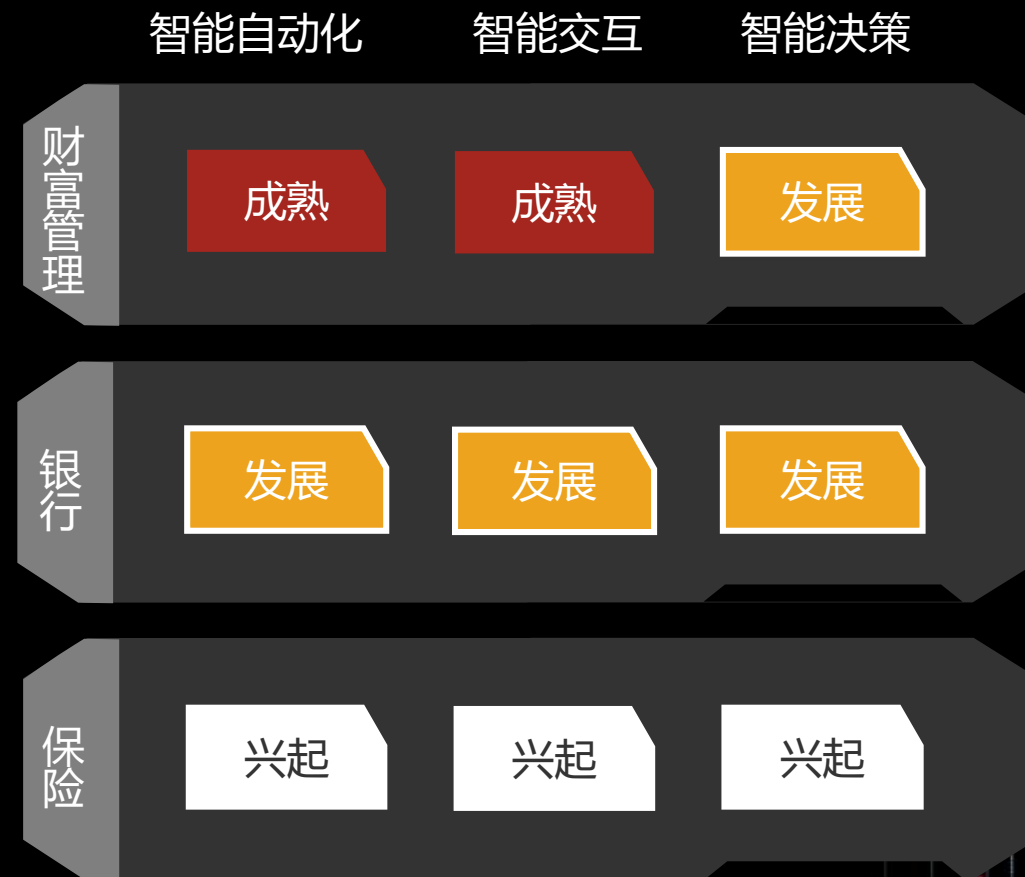 智能自动化 智能交互 智能决策
财富管理
成熟 成熟 发展
银行
发展 发展 发展
保险
兴起 兴起 兴起